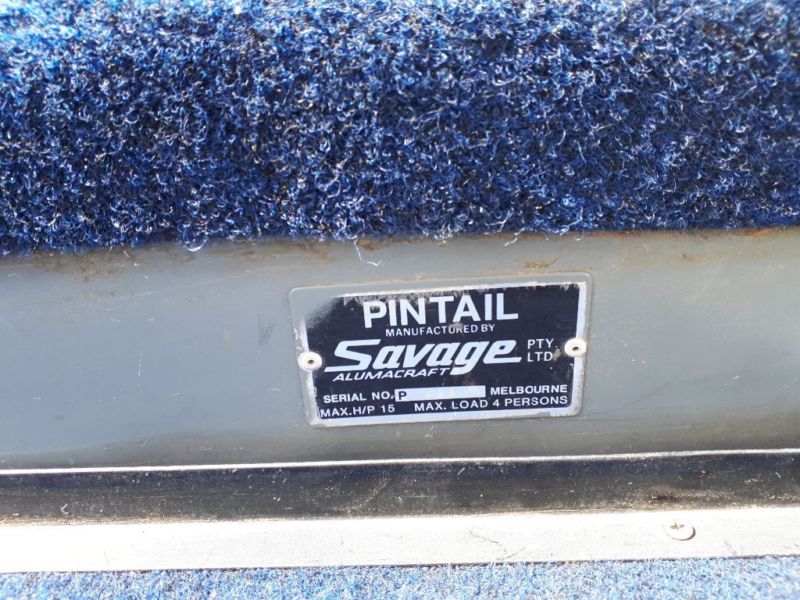 PINTAIL
MANUFACTURED BY
Savage PTY. LTD
ALUMACRAFT
SERIAL NO. P MELBOURNE
MAX. H/P 15 MAX. LOAD 4 PERSONS